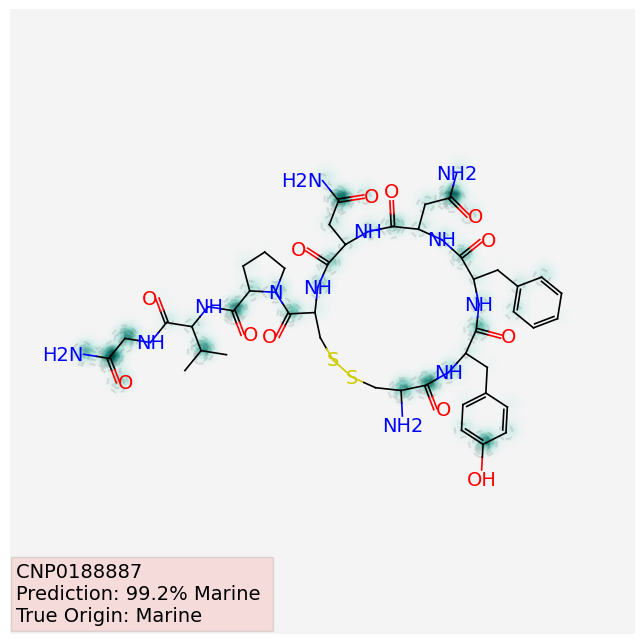 H2N
O
NH2
O
NH
O
NH
O
O
NH
NH
O
NH
N
NH
O
O
O
NH
H2N
O
S
S
NH
O
NH2
OH
CNP0188887
Prediction: 99.2% Marine
True Origin: Marine